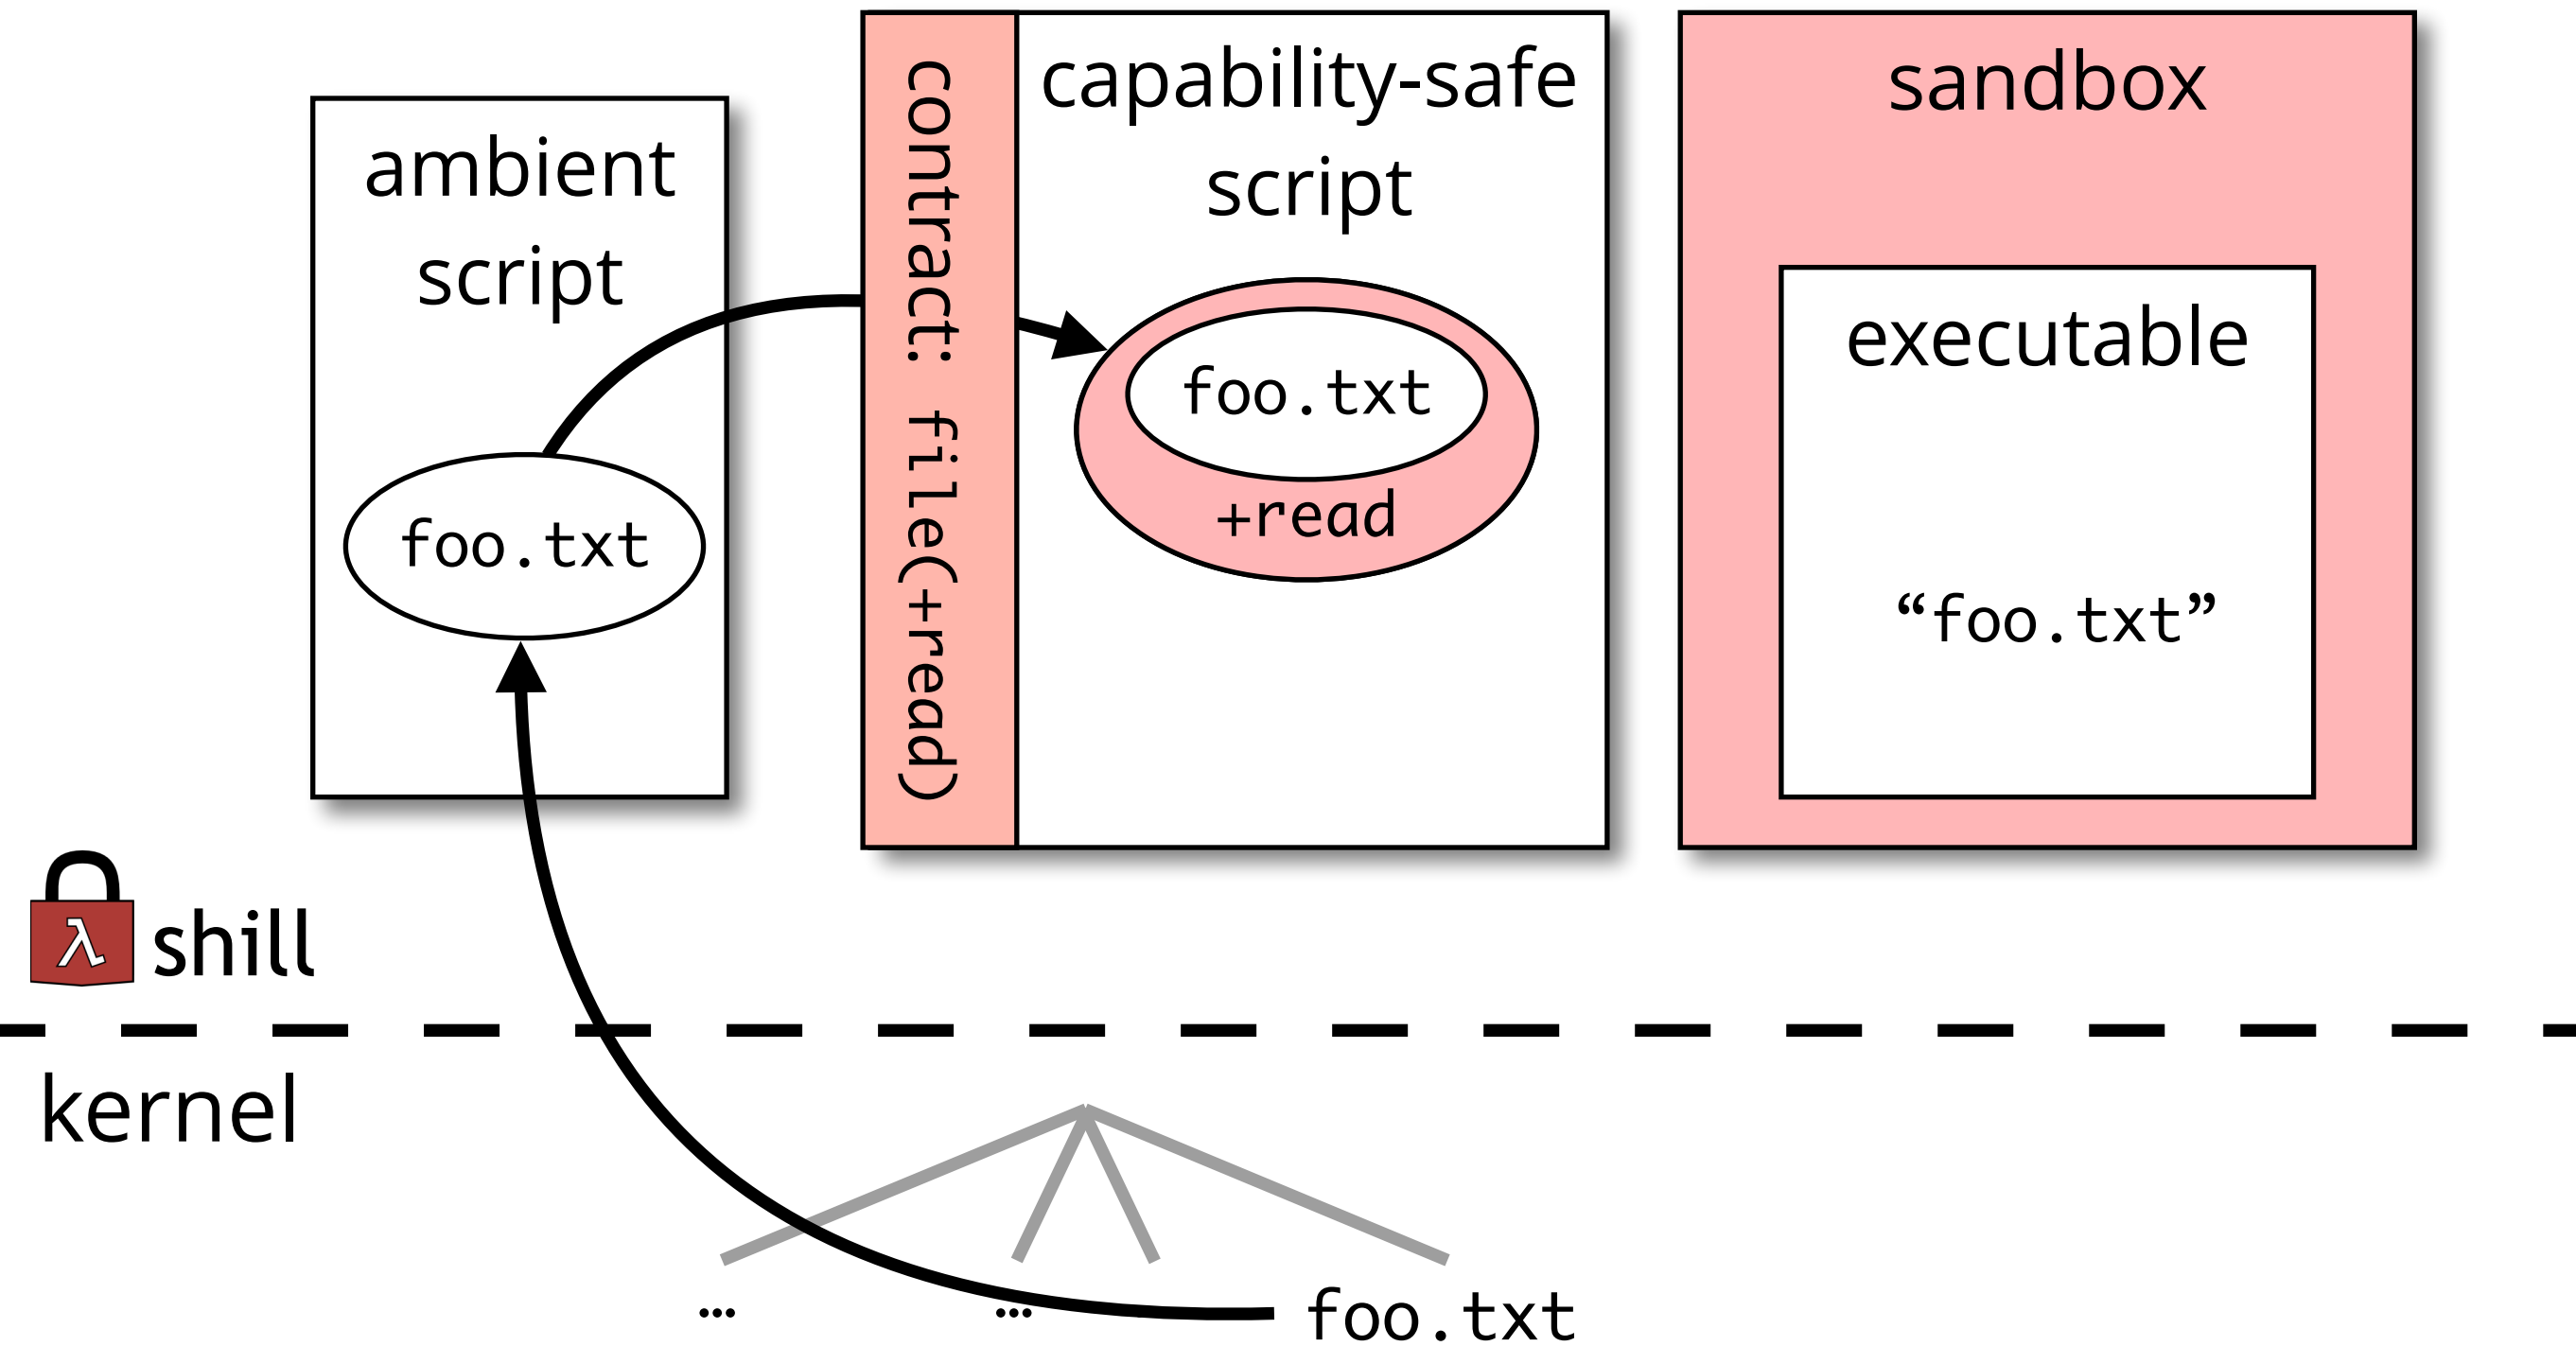 ambient
script
foo.txt
contract: file(+read)
capability-safe
script
foo.txt
+read
sandbox
executable
“foo.txt”
λ shill
kernel
... ... foo.txt